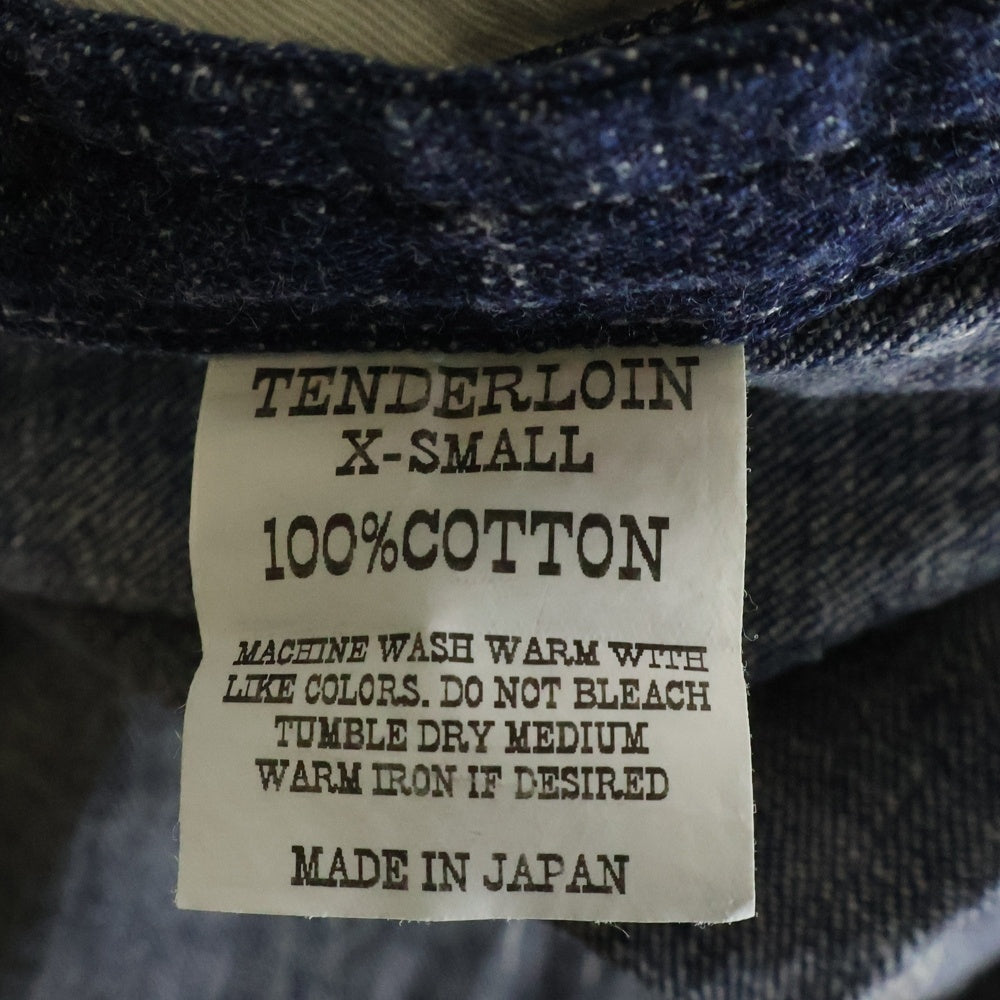 TENDERLOIN
X-SMALL
100%COTTON
MACHINE WASH WARM WITH
LIKE COLORS. DO NOT BLEACH
TUMBLE DRY MEDIUM
WARM IRON IF DESIRED
MADE IN JAPAN